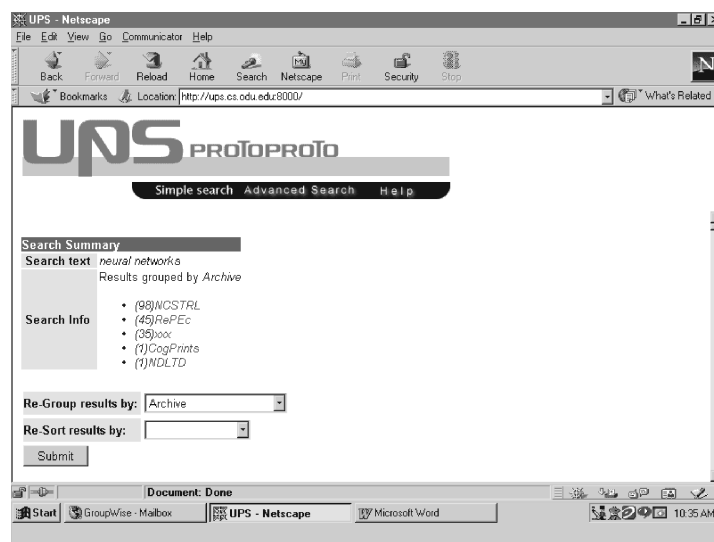 UPS - Netscape
File Edit View Go Communicator Help
Back Forward Reload Home Search Netscape Print Security Stop
My
N
Bookmarks Location: http://ups.cs.odu.edu:8000/ What's Related
UPS PROTOPROTO
Simple search Advanced Search Help
Search Summary
Search text neural networks
Results grouped by Archive
Search Info
• (98)NCSTRL
• (45)RePEc
• (35)xxx
• (1)CogPrints
• (1)NDLTD
Re-Group results by: Archive
Re-Sort results by:
Submit
Document: Done
Start GroupWise - Mailbox UPS - Netscape Microsoft Word 10:35 AM